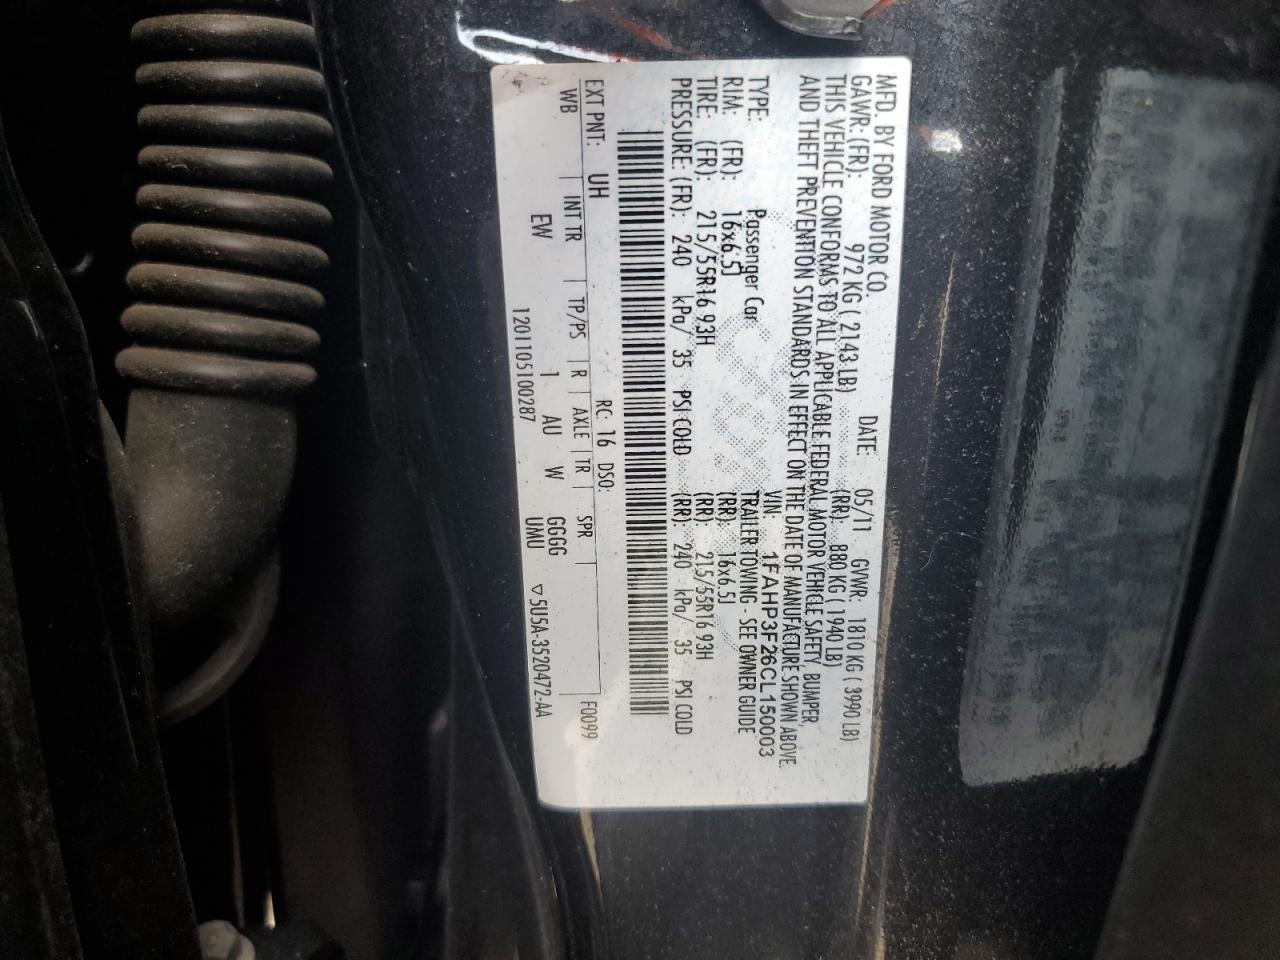 MFD. BY FORD MOTOR CO.
DATE: 05/11 GVWR: 1810 KG ( 3990 LB)
GAWR: (FR): 972 KG ( 2143 LB) (RR): 880 KG ( 1940 LB)
THIS VEHICLE CONFORMS TO ALL APPLICABLE FEDERAL MOTOR VEHICLE SAFETY, BUMPER,
AND THEFT PREVENTION STANDARDS IN EFFECT ON THE DATE OF MANUFACTURE SHOWN ABOVE.
VIN: 1FAHP3F26CL150003
TYPE: Passenger Car TRAILER TOWING - SEE OWNER GUIDE
RIM: (FR): 16x6.5J (RR): 16x6.5J
TIRE: (FR): 215/55R16 93H (RR): 215/55R16 93H
PRESSURE: (FR): 240 kPa/ 35 PSI COLD (RR): 240 kPa/ 35 PSI COLD
EXT PNT: UH RC: 16 DSO: F0099
WB INT TR TP/PS R AXLE TR SPR
EW 1 AU W GGGG
UMU ▽5U5A-3520472-AA
1201105100287